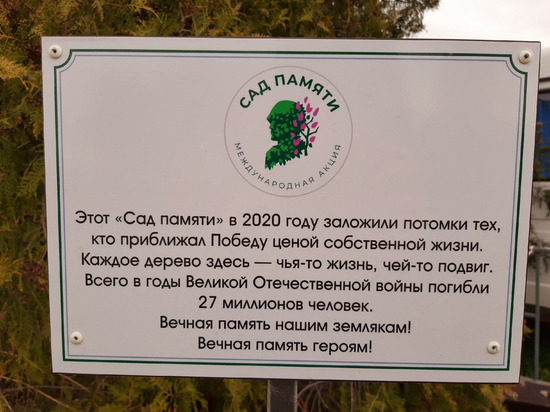 САД ПАМЯТИ
МЕЖДУНАРОДНАЯ АКЦИЯ
Этот «Сад памяти» в 2020 году заложили потомки тех,
кто приближал Победу ценой собственной жизни.
Каждое дерево здесь — чья-то жизнь, чей-то подвиг.
Всего в годы Великой Отечественной войны погибли
27 миллионов человек.
Вечная память нашим землякам!
Вечная память героям!